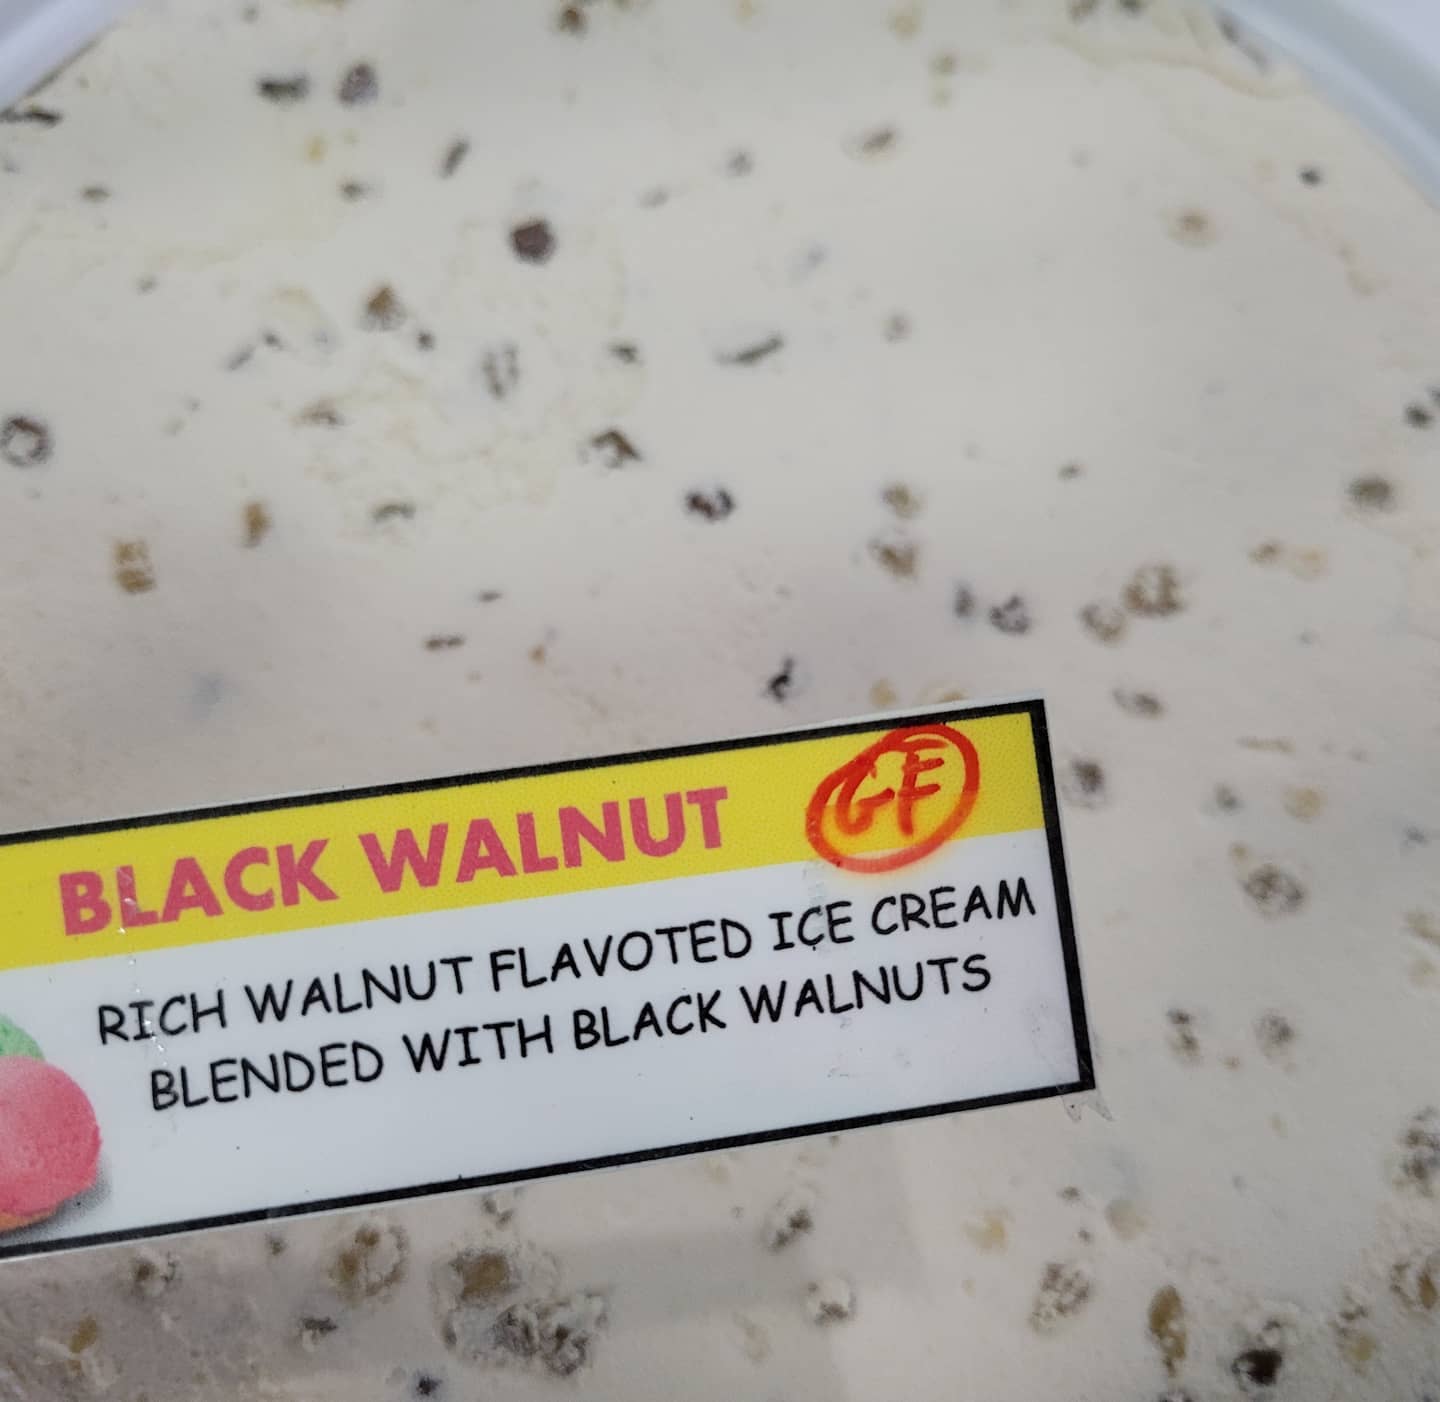 BLACK WALNUT GF
RICH WALNUT FLAVOTED ICE CREAM
BLENDED WITH BLACK WALNUTS